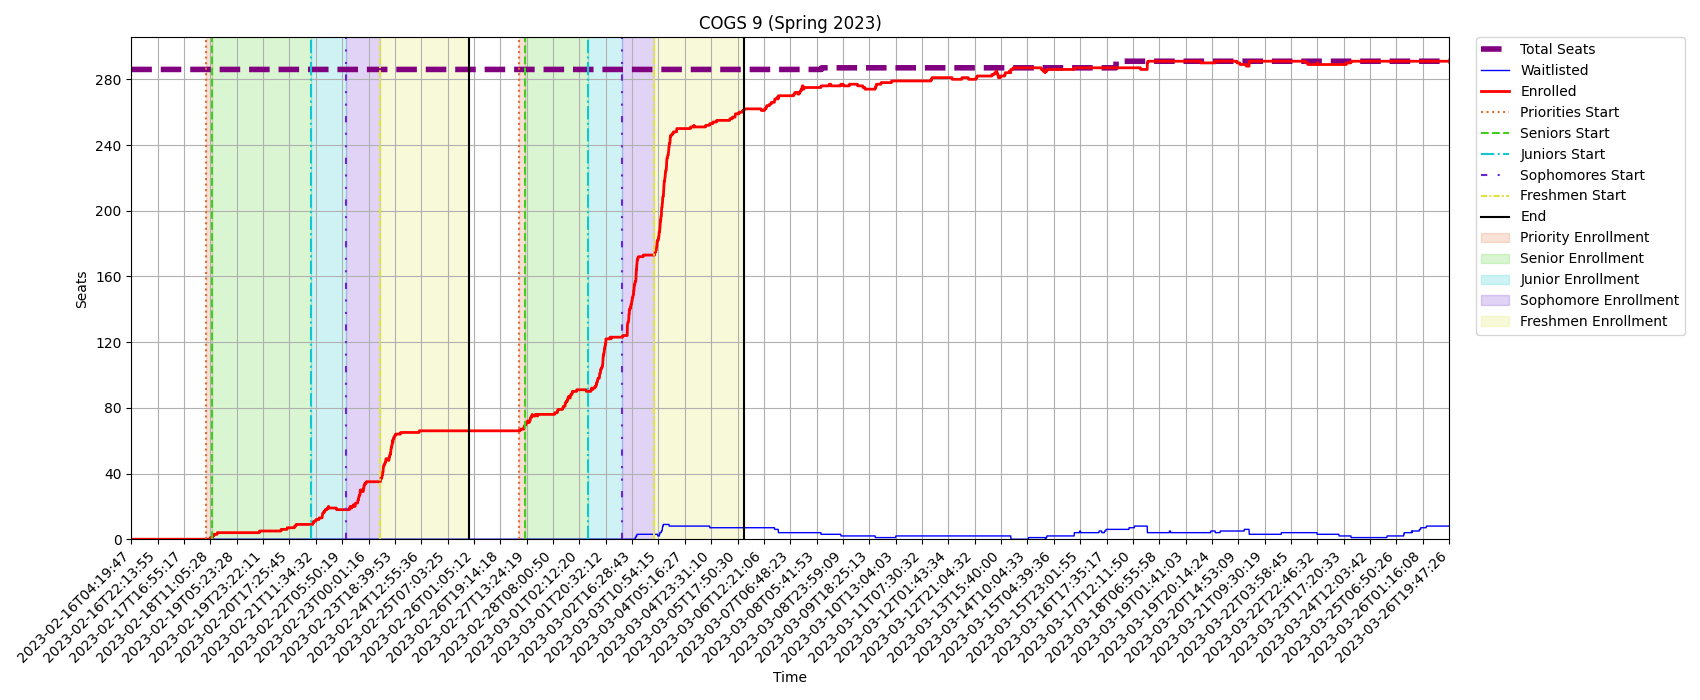 COGS 9 (Spring 2023)
Seats
280
240
200
160
120
80
40
0
2023-02-16T04:19:47
2023-02-16T22:13:55
2023-02-17T16:55:17
2023-02-18T11:05:28
2023-02-19T05:23:28
2023-02-19T23:22:11
2023-02-20T17:25:45
2023-02-21T11:34:32
2023-02-22T05:50:19
2023-02-23T00:01:16
2023-02-23T18:39:53
2023-02-24T12:55:36
2023-02-25T07:03:25
2023-02-26T01:05:12
2023-02-26T19:14:18
2023-02-27T13:24:19
2023-02-28T08:00:50
2023-03-01T02:12:20
2023-03-01T20:32:12
2023-03-02T16:28:43
2023-03-03T10:54:15
2023-03-04T05:16:27
2023-03-04T23:31:10
2023-03-05T17:50:30
2023-03-06T12:21:06
2023-03-07T06:48:23
2023-03-08T05:41:53
2023-03-08T23:59:09
2023-03-09T18:25:13
2023-03-10T13:04:03
2023-03-11T07:30:32
2023-03-12T01:43:34
2023-03-12T21:04:32
2023-03-13T15:40:00
2023-03-14T10:04:33
2023-03-15T04:39:36
2023-03-15T23:01:55
2023-03-16T17:35:17
2023-03-17T12:11:50
2023-03-18T06:55:58
2023-03-19T01:41:03
2023-03-19T20:14:24
2023-03-20T14:53:09
2023-03-21T09:30:19
2023-03-22T03:58:45
2023-03-22T22:46:32
2023-03-23T17:20:33
2023-03-24T12:03:42
2023-03-25T06:50:26
2023-03-26T01:16:08
2023-03-26T19:47:26
Time
Total Seats
Waitlisted
Enrolled
Priorities Start
Seniors Start
Juniors Start
Sophomores Start
Freshmen Start
End
Priority Enrollment
Senior Enrollment
Junior Enrollment
Sophomore Enrollment
Freshmen Enrollment